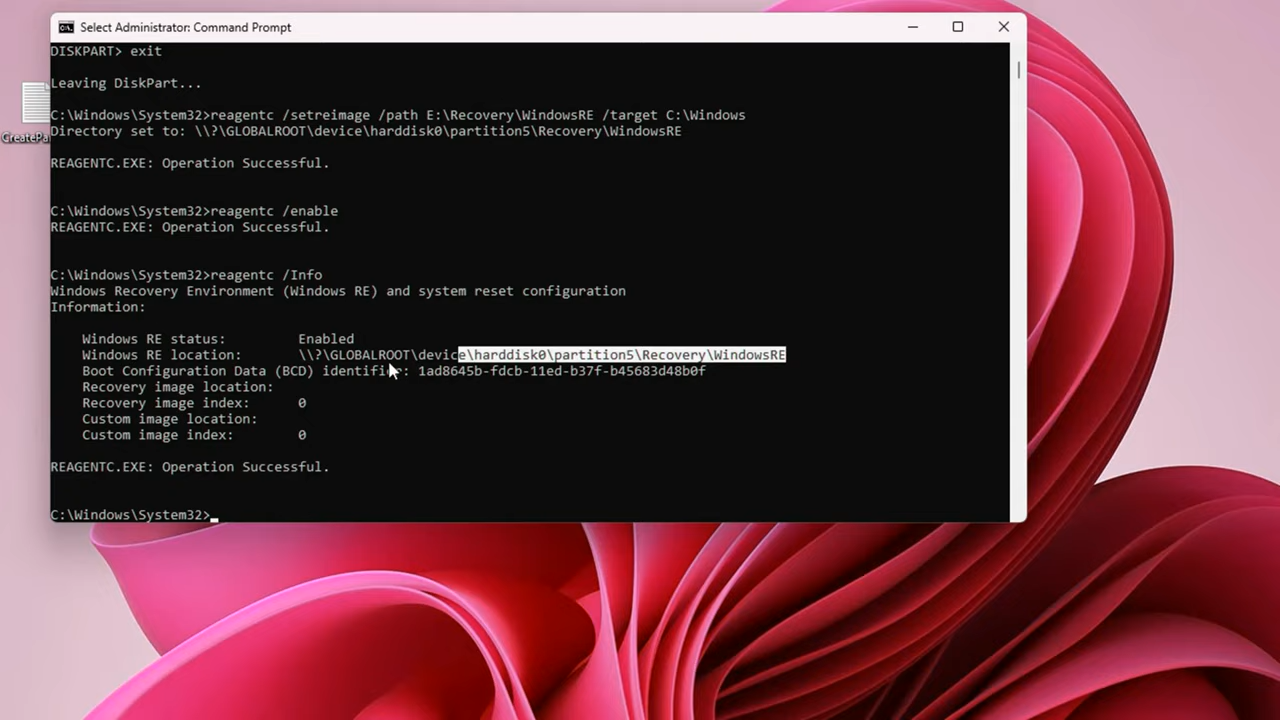 Select Administrator: Command Prompt
DISKPART> exit
Leaving DiskPart...
C:\Windows\System32>reagentc /setreimage /path E:\Recovery\WindowsRE /target C:\Windows
Directory set to: \\?\GLOBALROOT\device\harddisk0\partition5\Recovery\WindowsRE
REAGENTC.EXE: Operation Successful.
C:\Windows\System32>reagentc /enable
REAGENTC.EXE: Operation Successful.
C:\Windows\System32>reagentc /Info
Windows Recovery Environment (Windows RE) and system reset configuration
Information:
Windows RE status: Enabled
Windows RE location: \\?\GLOBALROOT\device\harddisk0\partition5\Recovery\WindowsRE
Boot Configuration Data (BCD) identifier: 1ad8645b-fdcb-11ed-b37f-b45683d48b0f
Recovery image location:
Recovery image index: 0
Custom image location:
Custom image index: 0
REAGENTC.EXE: Operation Successful.
C:\Windows\System32>